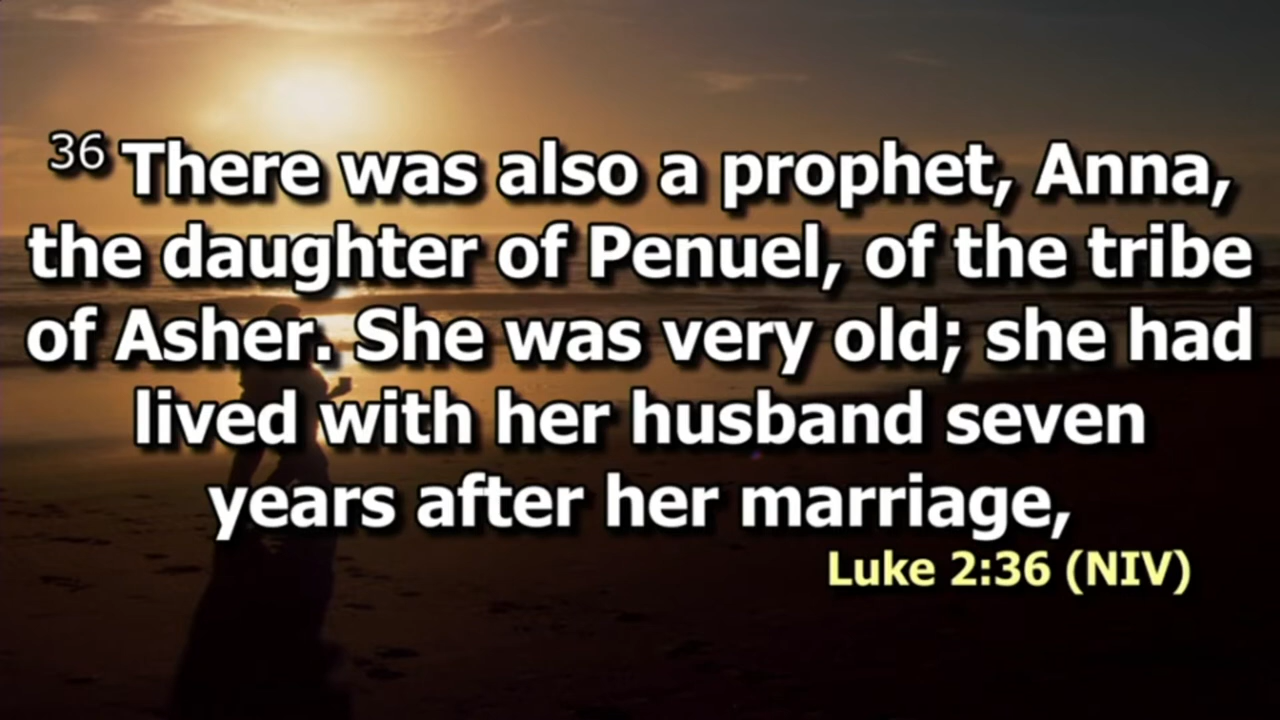 36 There was also a prophet, Anna,
the daughter of Penuel, of the tribe
of Asher. She was very old; she had
lived with her husband seven
years after her marriage,
Luke 2:36 (NIV)